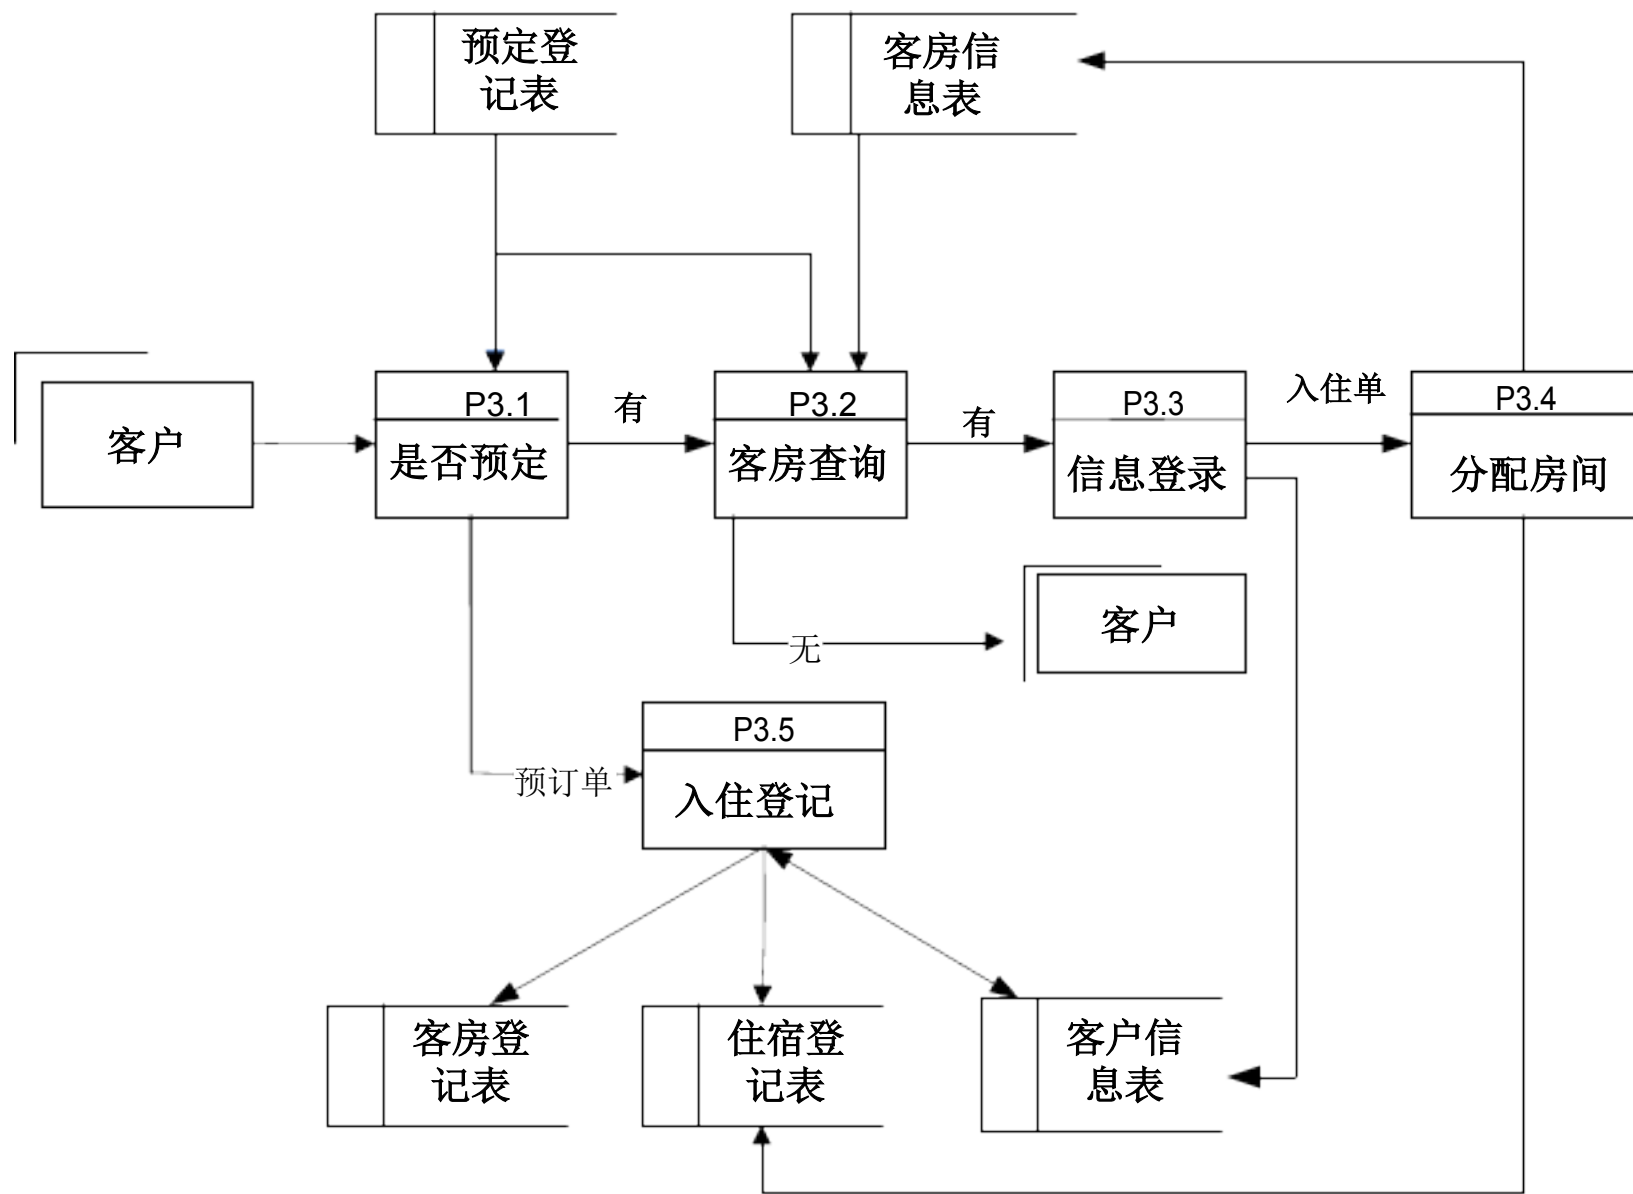 预定登
记表
客房信
息表
客户
P3.1
是否预定
有
P3.2
客房查询
有
P3.3
信息登录
入住单
P3.4
分配房间
无
客户
预订单
P3.5
入住登记
客房登
记表
住宿登
记表
客户信
息表